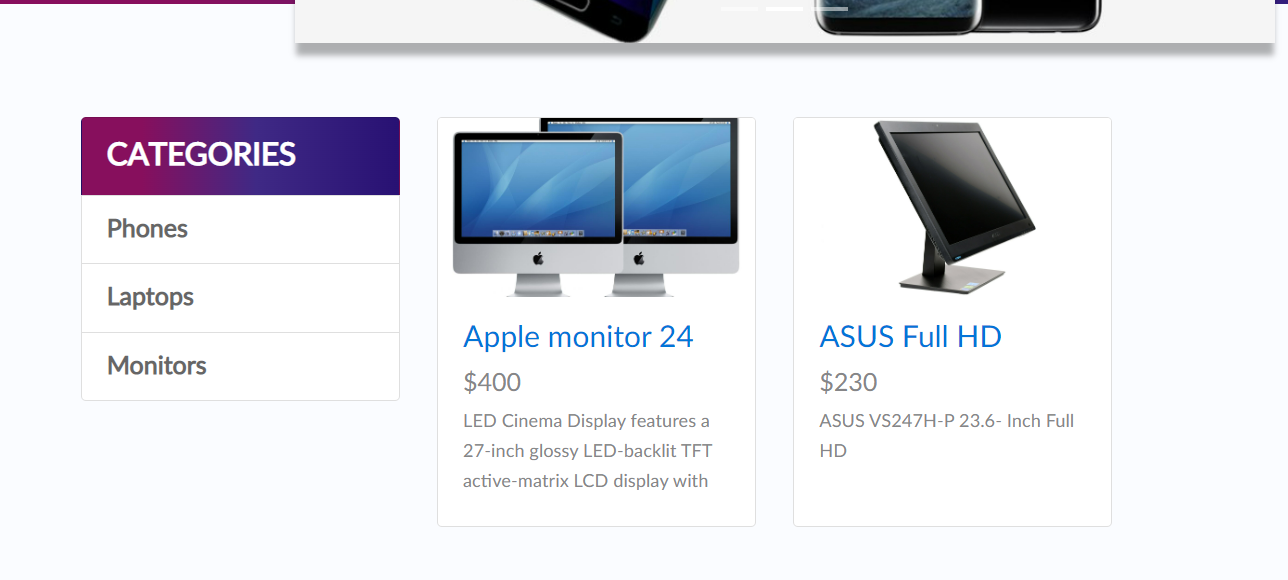 CATEGORIES
Phones
Laptops
Monitors
Apple monitor 24
$400
LED Cinema Display features a
27-inch glossy LED-backlit TFT
active-matrix LCD display with
ASUS Full HD
$230
ASUS VS247H-P 23.6- Inch Full
HD